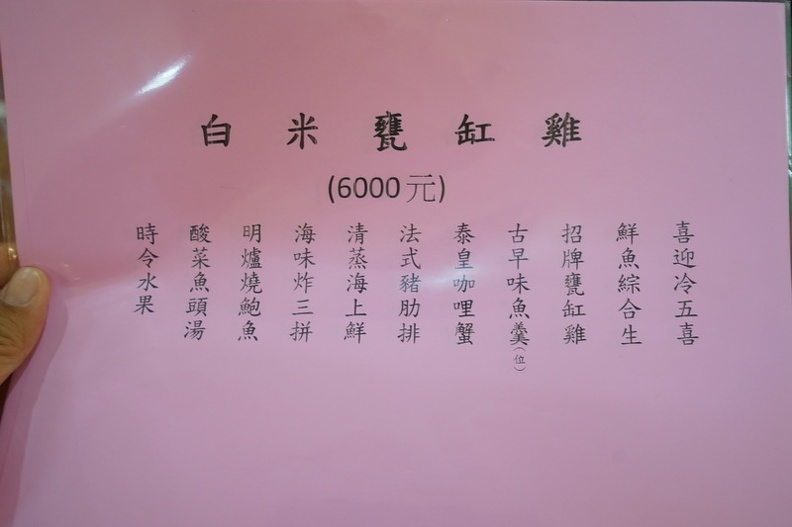 白米甕缸雞
(6000元)
喜迎冷五喜
鮮魚綜合生
招牌甕缸雞
古早味魚羹(位)
泰皇咖哩蟹
法式豬肋排
清蒸海上鮮
海味炸三拼
明爐燒鮑魚
酸菜魚頭湯
時令水果